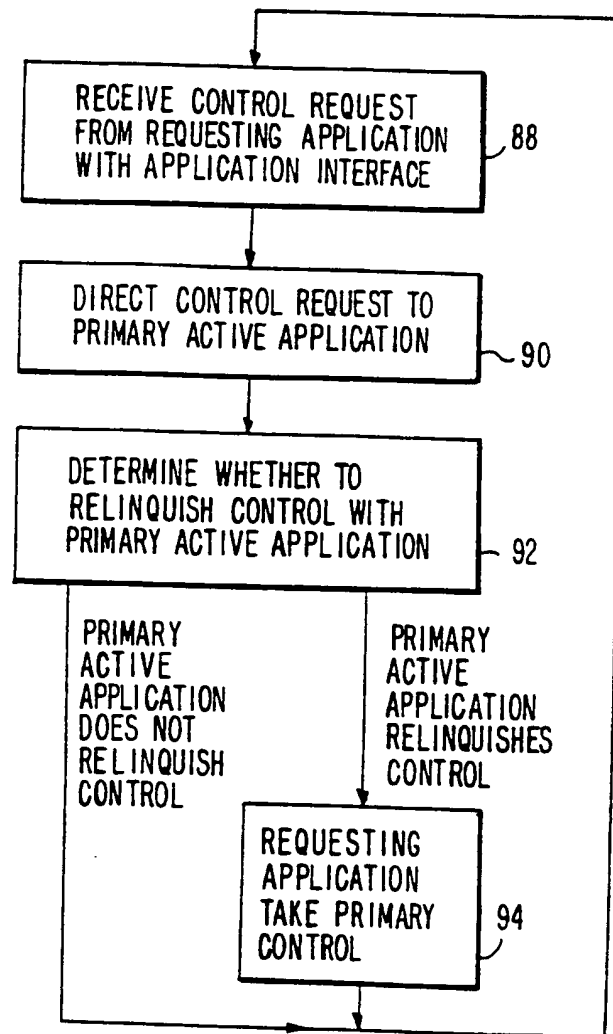 RECEIVE CONTROL REQUEST
FROM REQUESTING APPLICATION
WITH APPLICATION INTERFACE
88
DIRECT CONTROL REQUEST TO
PRIMARY ACTIVE APPLICATION
90
DETERMINE WHETHER TO
RELINQUISH CONTROL WITH
PRIMARY ACTIVE APPLICATION
92
PRIMARY
ACTIVE
APPLICATION
DOES NOT
RELINQUISH
CONTROL
PRIMARY
ACTIVE
APPLICATION
RELINQUISHES
CONTROL
REQUESTING
APPLICATION
TAKE PRIMARY
CONTROL
94